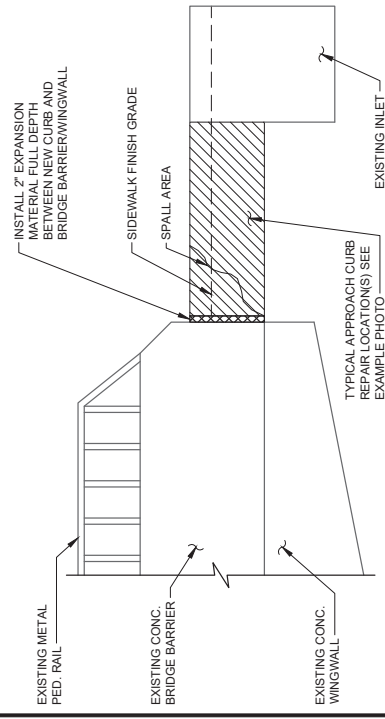 EXISTING METAL
PED. RAIL
EXISTING CONC.
BRIDGE BARRIER
EXISTING CONC.
WINGWALL
INSTALL 2" EXPANSION
MATERIAL FULL DEPTH
BETWEEN NEW CURB AND
BRIDGE BARRIER/WINGWALL
SIDEWALK FINISH GRADE
SPALL AREA
TYPICAL APPROACH CURB
REPAIR LOCATION(S) SEE
EXAMPLE PHOTO
EXISTING INLET